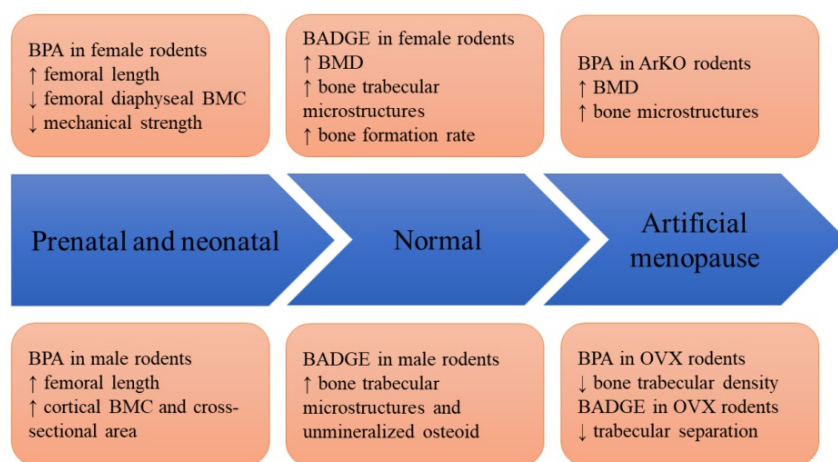 BPA in female rodents
↑ femoral length
↓ femoral diaphyseal BMC
↓ mechanical strength
BADGE in female rodents
↑ BMD
↑ bone trabecular
microstructures
↑ bone formation rate
BPA in ArKO rodents
↑ BMD
↑ bone microstructures
Prenatal and neonatal
Normal
Artificial
menopause
BPA in male rodents
↑ femoral length
↑ cortical BMC and cross-
sectional area
BADGE in male rodents
↑ bone trabecular
microstructures and
unmineralized osteoid
BPA in OVX rodents
↓ bone trabecular density
BADGE in OVX rodents
↓ trabecular separation